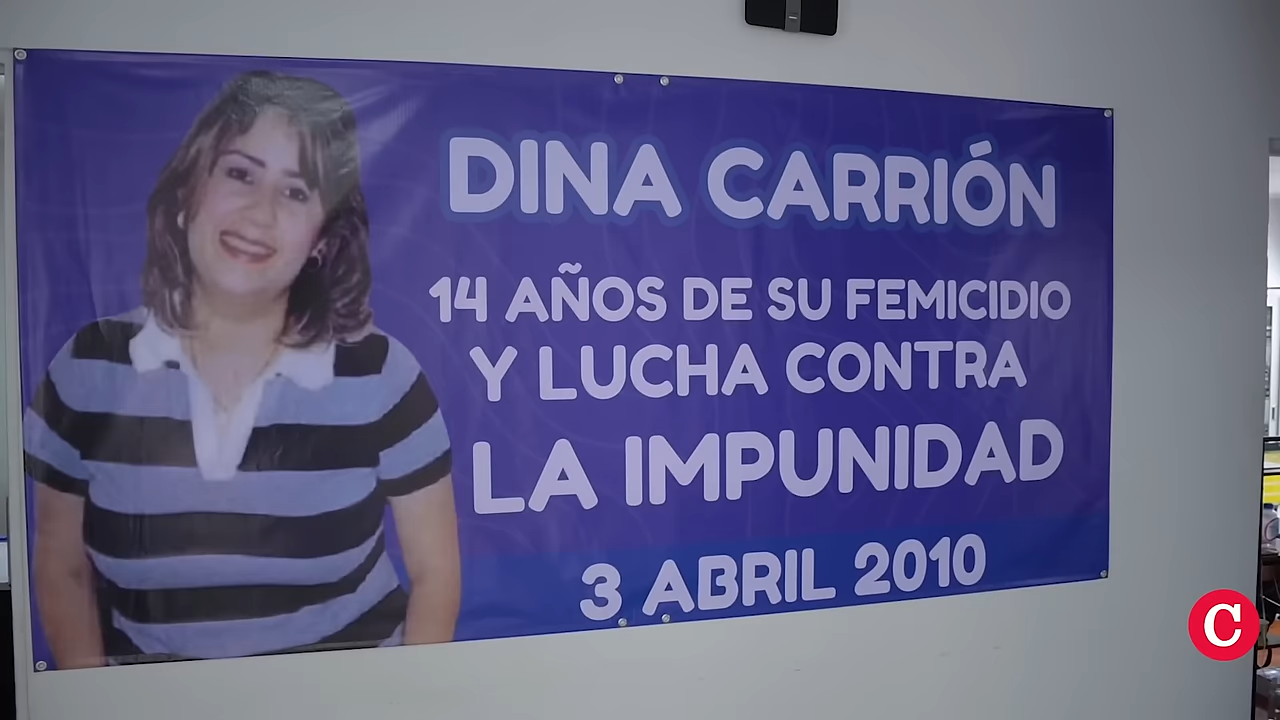 DINA CARRIÓN
14 AÑOS DE SU FEMICIDIO
Y LUCHA CONTRA
LA IMPUNIDAD
3 ABRIL 2010
C